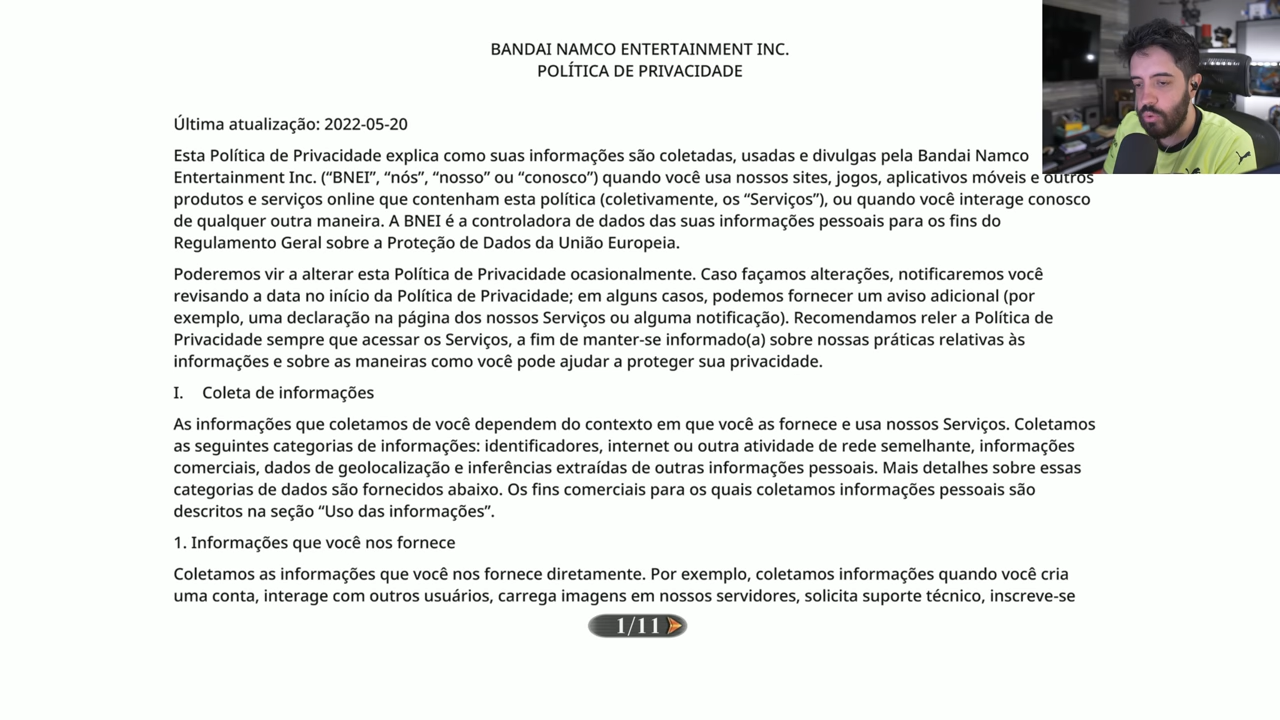 BANDAI NAMCO ENTERTAINMENT INC.
POLÍTICA DE PRIVACIDADE
Última atualização: 2022-05-20
Esta Política de Privacidade explica como suas informações são coletadas, usadas e divulgas pela Bandai Namco
Entertainment Inc. (“BNEI”, “nós”, “nosso” ou “conosco”) quando você usa nossos sites, jogos, aplicativos móveis e outros
produtos e serviços online que contenham esta política (coletivamente, os “Serviços”), ou quando você interage conosco
de qualquer outra maneira. A BNEI é a controladora de dados das suas informações pessoais para os fins do
Regulamento Geral sobre a Proteção de Dados da União Europeia.
Poderemos vir a alterar esta Política de Privacidade ocasionalmente. Caso façamos alterações, notificaremos você
revisando a data no início da Política de Privacidade; em alguns casos, podemos fornecer um aviso adicional (por
exemplo, uma declaração na página dos nossos Serviços ou alguma notificação). Recomendamos reler a Política de
Privacidade sempre que acessar os Serviços, a fim de manter-se informado(a) sobre nossas práticas relativas às
informações e sobre as maneiras como você pode ajudar a proteger sua privacidade.
I. Coleta de informações
As informações que coletamos de você dependem do contexto em que você as fornece e usa nossos Serviços. Coletamos
as seguintes categorias de informações: identificadores, internet ou outra atividade de rede semelhante, informações
comerciais, dados de geolocalização e inferências extraídas de outras informações pessoais. Mais detalhes sobre essas
categorias de dados são fornecidos abaixo. Os fins comerciais para os quais coletamos informações pessoais são
descritos na seção “Uso das informações”.
1. Informações que você nos fornece
Coletamos as informações que você nos fornece diretamente. Por exemplo, coletamos informações quando você cria
uma conta, interage com outros usuários, carrega imagens em nossos servidores, solicita suporte técnico, inscreve-se
1/11